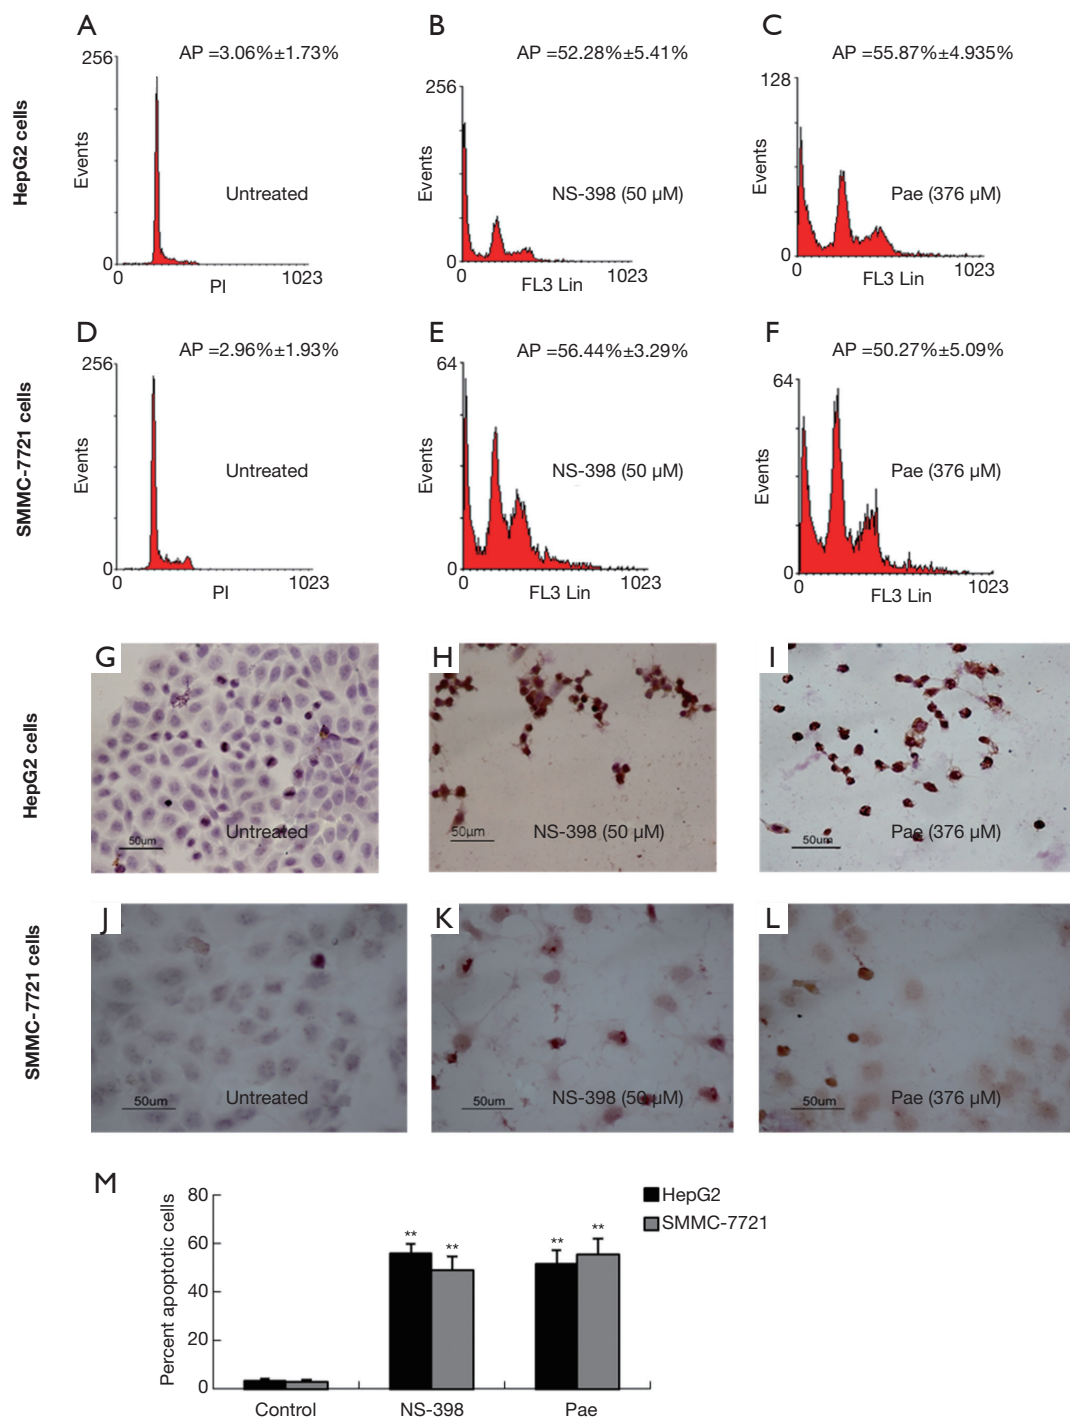 A
B
C
AP =3.06%±1.73%
AP =52.28%±5.41%
AP =55.87%±4.935%
HepG2 cells
256
Events
Untreated
0
0
1023
PI
256
Events
NS-398 (50 µM)
0
0
1023
FL3 Lin
128
Events
Pae (376 µM)
0
0
1023
FL3 Lin
D
E
F
AP =2.96%±1.93%
AP =56.44%±3.29%
AP =50.27%±5.09%
SMMC-7721 cells
256
Events
Untreated
0
0
1023
PI
64
Events
NS-398 (50 µM)
0
0
1023
FL3 Lin
64
Events
Pae (376 µM)
0
0
1023
FL3 Lin
HepG2 cells
G
50um
Untreated
H
50µm
NS-398 (50 µM)
I
50um
Pae (376 µM)
SMMC-7721 cells
J
50um
Untreated
K
50um
NS-398 (50 µM)
L
50um
Pae (376 µM)
M
Percent apoptotic cells
80
60
40
20
0
** **
** **
HepG2
SMMC-7721
Control
NS-398
Pae